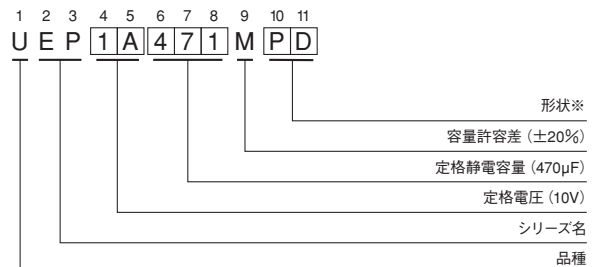 1 2 3 4 5 6 7 8 9 10 11
U E P 1 A 4 7 1 M P D
形状※
容量許容差（±20%）
定格静電容量（470µF）
定格電圧（10V）
シリーズ名
品種